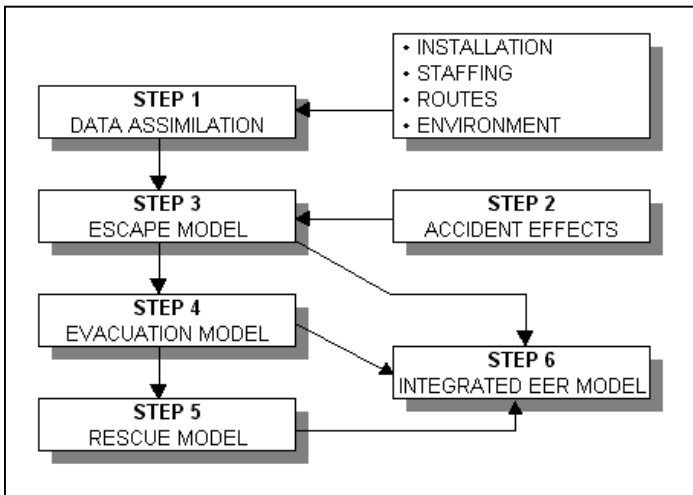 • INSTALLATION
• STAFFING
• ROUTES
• ENVIRONMENT
STEP 1
DATA ASSIMILATION
STEP 3
ESCAPE MODEL
STEP 2
ACCIDENT EFFECTS
STEP 4
EVACUATION MODEL
STEP 6
INTEGRATED EER MODEL
STEP 5
RESCUE MODEL